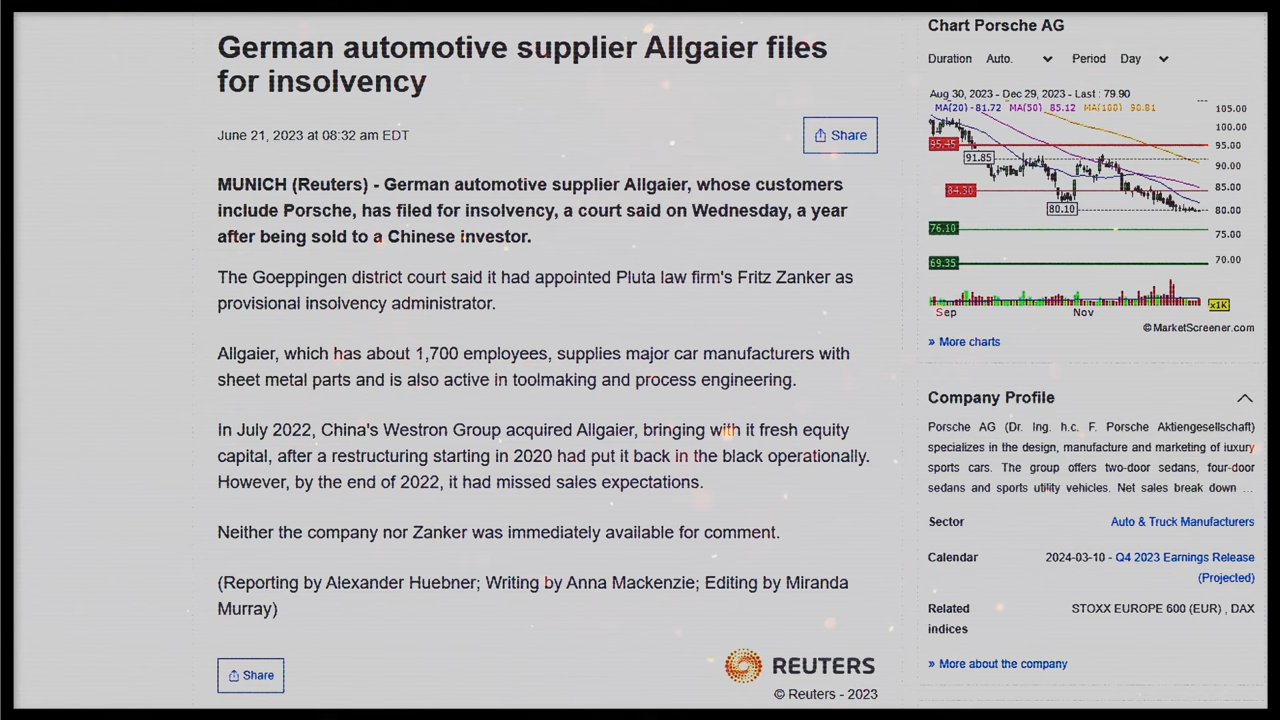 German automotive supplier Allgaier files
for insolvency
June 21, 2023 at 08:32 am EDT
Share
MUNICH (Reuters) - German automotive supplier Allgaier, whose customers
include Porsche, has filed for insolvency, a court said on Wednesday, a year
after being sold to a Chinese investor.
The Goeppingen district court said it had appointed Pluta law firm's Fritz Zanker as
provisional insolvency administrator.
Allgaier, which has about 1,700 employees, supplies major car manufacturers with
sheet metal parts and is also active in toolmaking and process engineering.
In July 2022, China's Westron Group acquired Allgaier, bringing with it fresh equity
capital, after a restructuring starting in 2020 had put it back in the black operationally.
However, by the end of 2022, it had missed sales expectations.
Neither the company nor Zanker was immediately available for comment.
(Reporting by Alexander Huebner; Writing by Anna Mackenzie; Editing by Miranda
Murray)
Share
REUTERS
© Reuters - 2023
Chart Porsche AG
Duration Auto. Period Day
Aug 30, 2023 - Dec 29, 2023 - Last : 79.90
MA(20) - 81.72 MA(50) 85.12 MA(100) 90.81
105.00
100.00
95.45 95.00
91.85 90.00
84.30 85.00
80.10 80.00
76.10 75.00
69.35 70.00
x1K
Sep Nov
© MarketScreener.com
» More charts
Company Profile
Porsche AG (Dr. Ing. h.c. F. Porsche Aktiengesellschaft)
specializes in the design, manufacture and marketing of luxury
sports cars. The group offers two-door sedans, four-door
sedans and sports utility vehicles. Net sales break down ...
Sector Auto & Truck Manufacturers
Calendar 2024-03-10 - Q4 2023 Earnings Release
(Projected)
Related STOXX EUROPE 600 (EUR) , DAX
indices
» More about the company